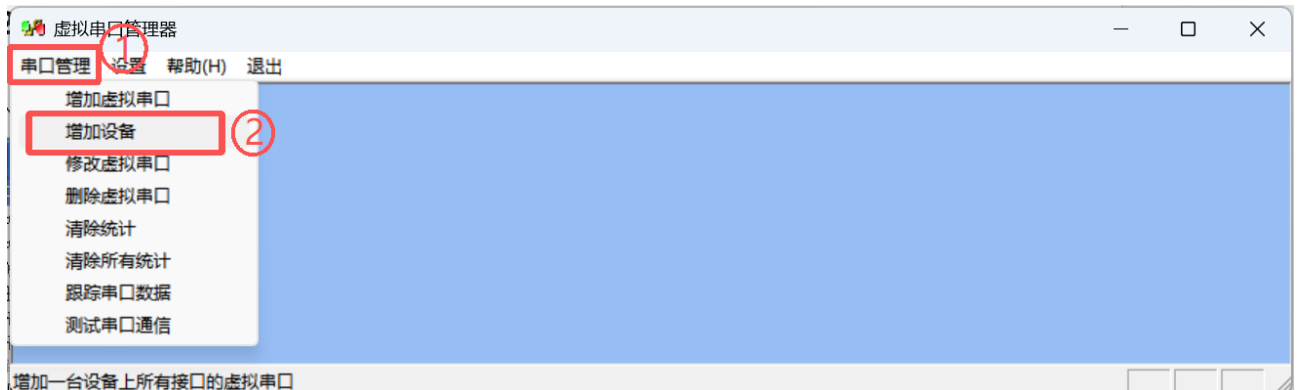 虚拟串口管理器
①
串口管理 设置 帮助(H) 退出
增加虚拟串口
增加设备 ②
修改虚拟串口
删除虚拟串口
清除统计
清除所有统计
跟踪串口数据
测试串口通信
增加一台设备上所有接口的虚拟串口